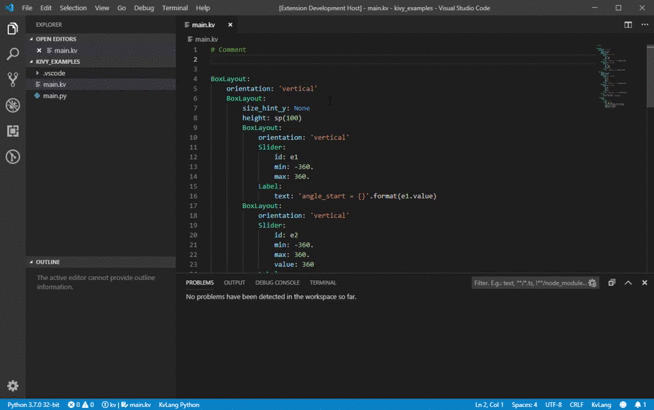 File Edit Selection View Go Debug Terminal Help [Extension Development Host] - main.kv - kivy_examples - Visual Studio Code
EXPLORER
OPEN EDITORS
main.kv
KIVY_EXAMPLES
.vscode
main.kv
main.py
OUTLINE
The active editor cannot provide outline
information.
main.kv
main.kv
1 # Comment
2
3
4 BoxLayout:
5 orientation: 'vertical'
6 BoxLayout:
7 size_hint_y: None
8 height: sp(100)
9 BoxLayout:
10 orientation: 'vertical'
11 Slider:
12 id: e1
13 min: -360.
14 max: 360.
15 Label:
16 text: 'angle_start = {}'.format(e1.value)
17 BoxLayout:
18 orientation: 'vertical'
19 Slider:
20 id: e2
21 min: -360.
22 max: 360.
23 value: 360
PROBLEMS OUTPUT DEBUG CONSOLE TERMINAL Filter. E.g.: text, **/*.ts, !**/node_module...
No problems have been detected in the workspace so far.
Python 3.7.0 32-bit 0 0 kv | main.kv KvLang Python Ln 2, Col 1 Spaces: 4 UTF-8 CRLF KvLang 1